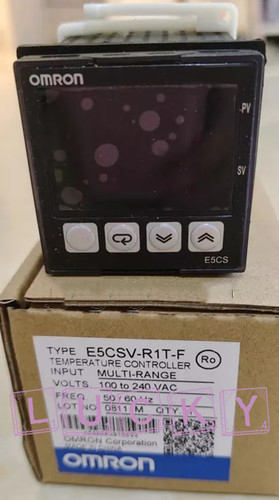 OMRON
PV
SV
E5CS
TYPE E5CSV-R1T-F
TEMPERATURE CONTROLLER
INPUT MULTI-RANGE
VOLTS 100 to 240 VAC
FREQ. 50 / 60 Hz
LOT NO 0811 M QTY
LUCKY
OMRON Corporation
OMRON